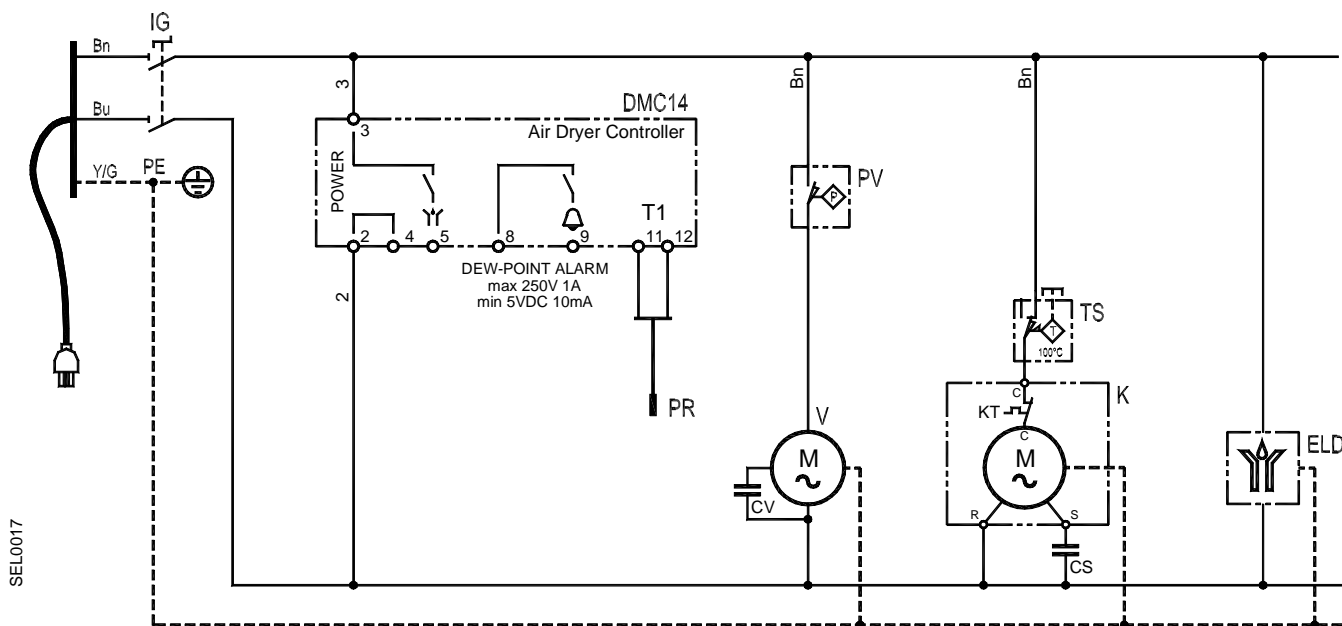 IG
Bn
Bn
Bn
Bu
3
DMC14
3
Air Dryer Controller
POWER
Y/G
PE
PV
P
T1
2
4
5
8
9
11
12
DEW-POINT ALARM
max 250V 1A
min 5VDC 10mA
2
TS
T
100°C
C
K
KT
C
PR
V
M
M
ELD
CV
R
S
CS
SEL0017